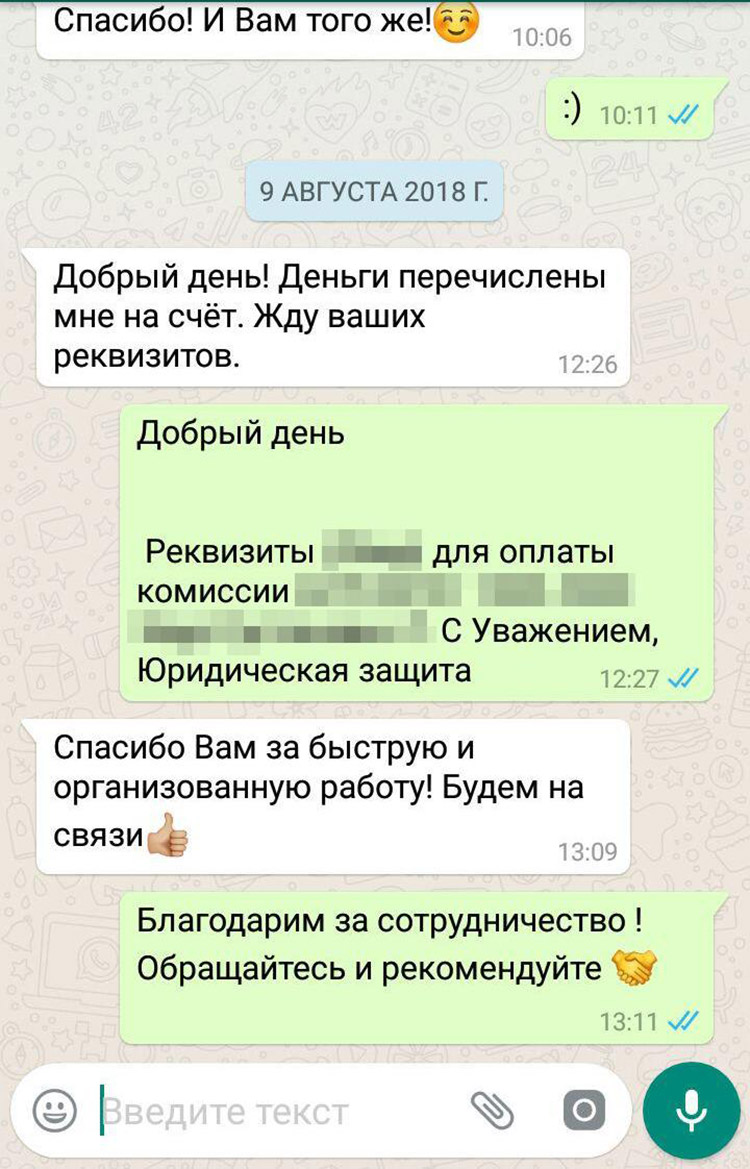 Спасибо! И Вам того же!😊
10:06
:) 10:11
9 АВГУСТА 2018 Г.
Добрый день! Деньги перечислены
мне на счёт. Жду ваших
реквизитов.
12:26
Добрый день
Реквизиты для оплаты
комиссии
С Уважением,
Юридическая защита
12:27
Спасибо Вам за быструю и
организованную работу! Будем на
связи👍
13:09
Благодарим за сотрудничество !
Обращайтесь и рекомендуйте 🤝
13:11
Введите текст